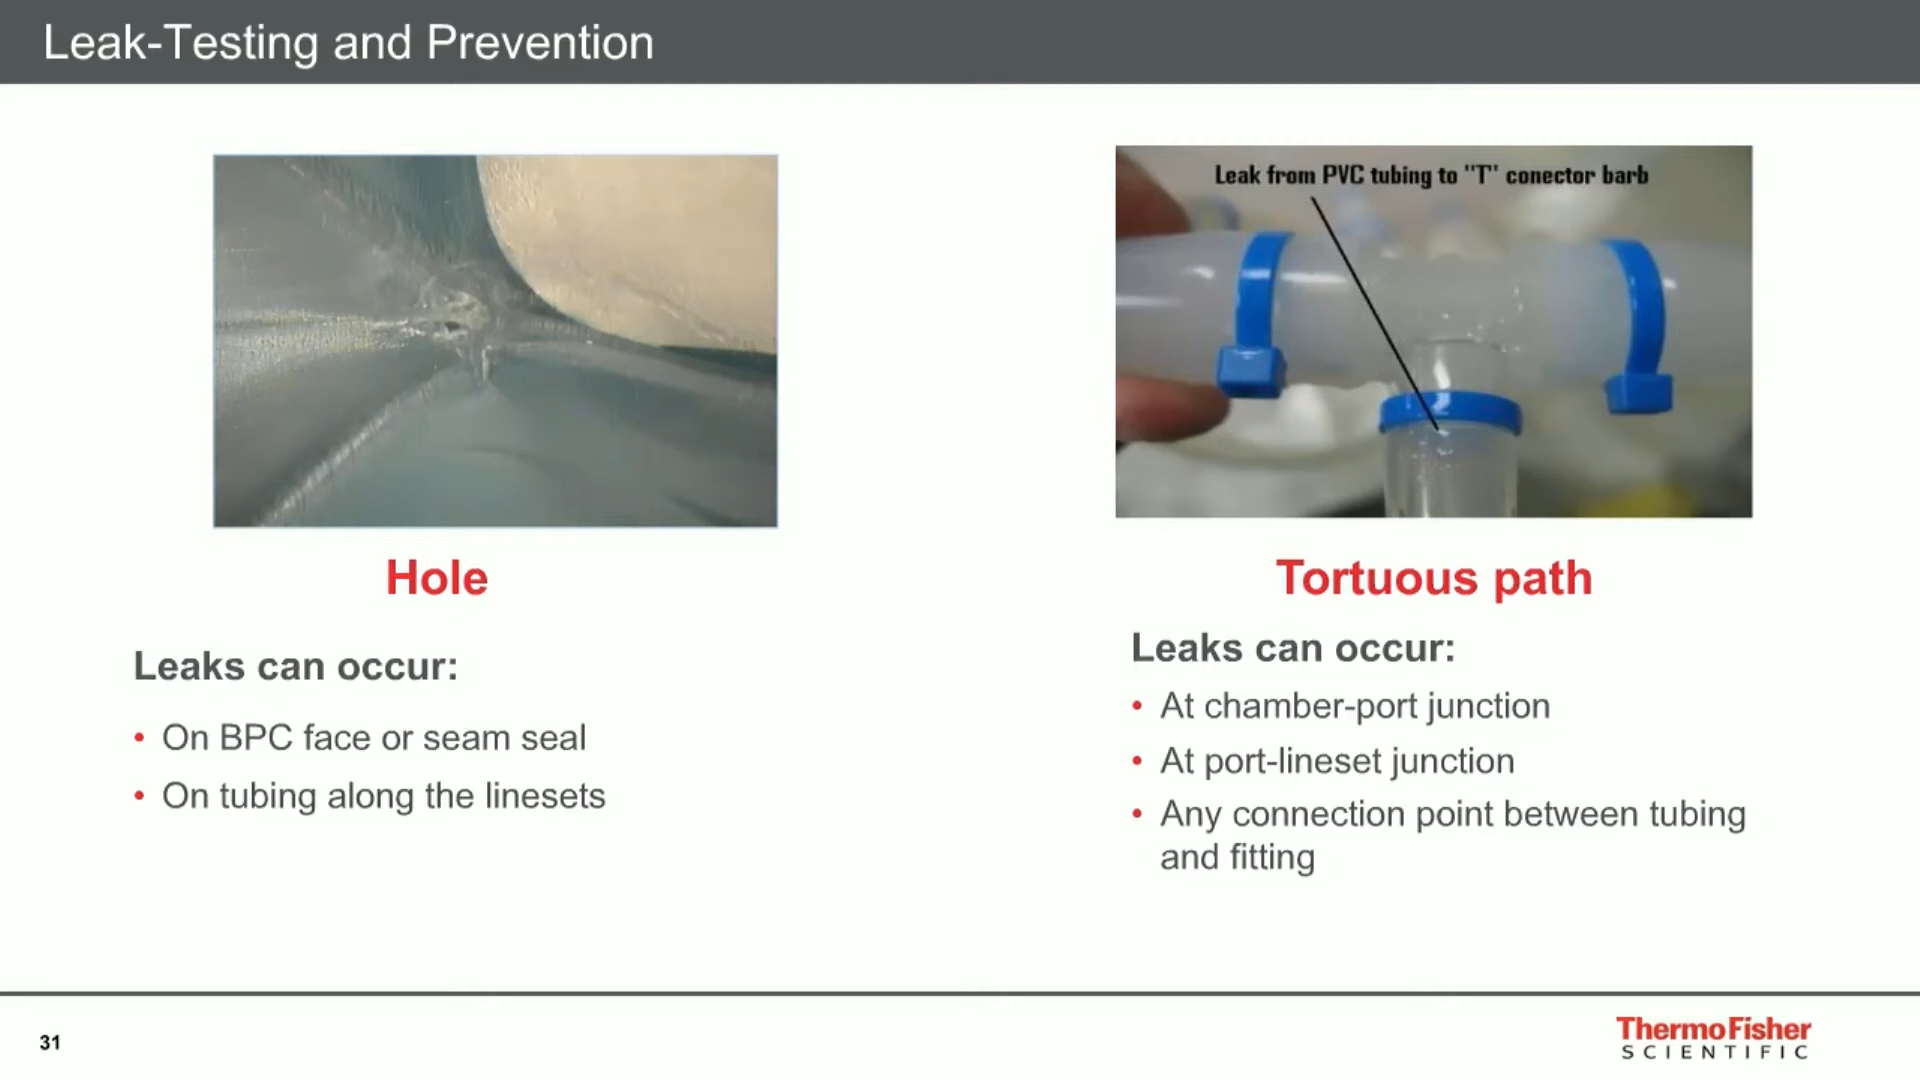 Leak-Testing and Prevention
Leak from PVC tubing to "T" conector barb
Hole
Leaks can occur:
• On BPC face or seam seal
• On tubing along the linesets
Tortuous path
Leaks can occur:
• At chamber-port junction
• At port-lineset junction
• Any connection point between tubing
and fitting
31
ThermoFisher
SCIENTIFIC